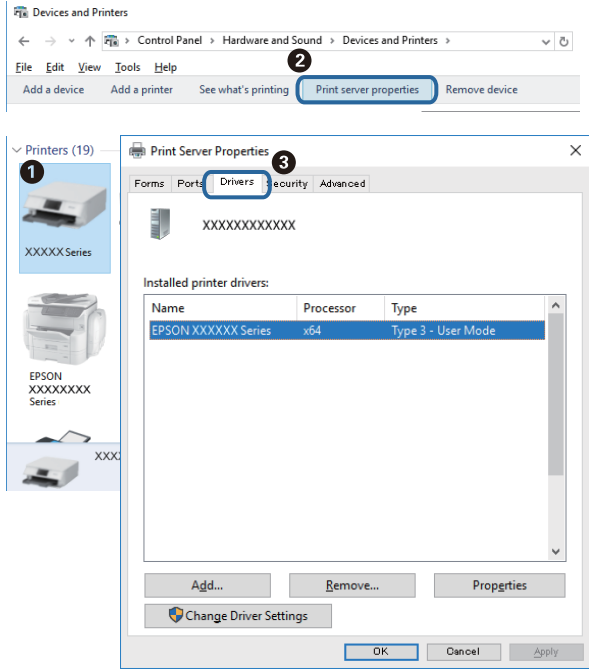 Devices and Printers
Control Panel > Hardware and Sound > Devices and Printers >
2
File Edit View Tools Help
Add a device Add a printer See what's printing Print server properties Remove device
Printers (19)
1
XXXXX Series
EPSON
XXXXXXXX
Series
XXX
Print Server Properties
3
Forms Ports Drivers ecurity Advanced
XXXXXXXXXXXX
Installed printer drivers:
Name Processor Type
EPSON XXXXXX Series x64 Type 3 - User Mode
Add... Remove... Properties
Change Driver Settings
OK Cancel Apply